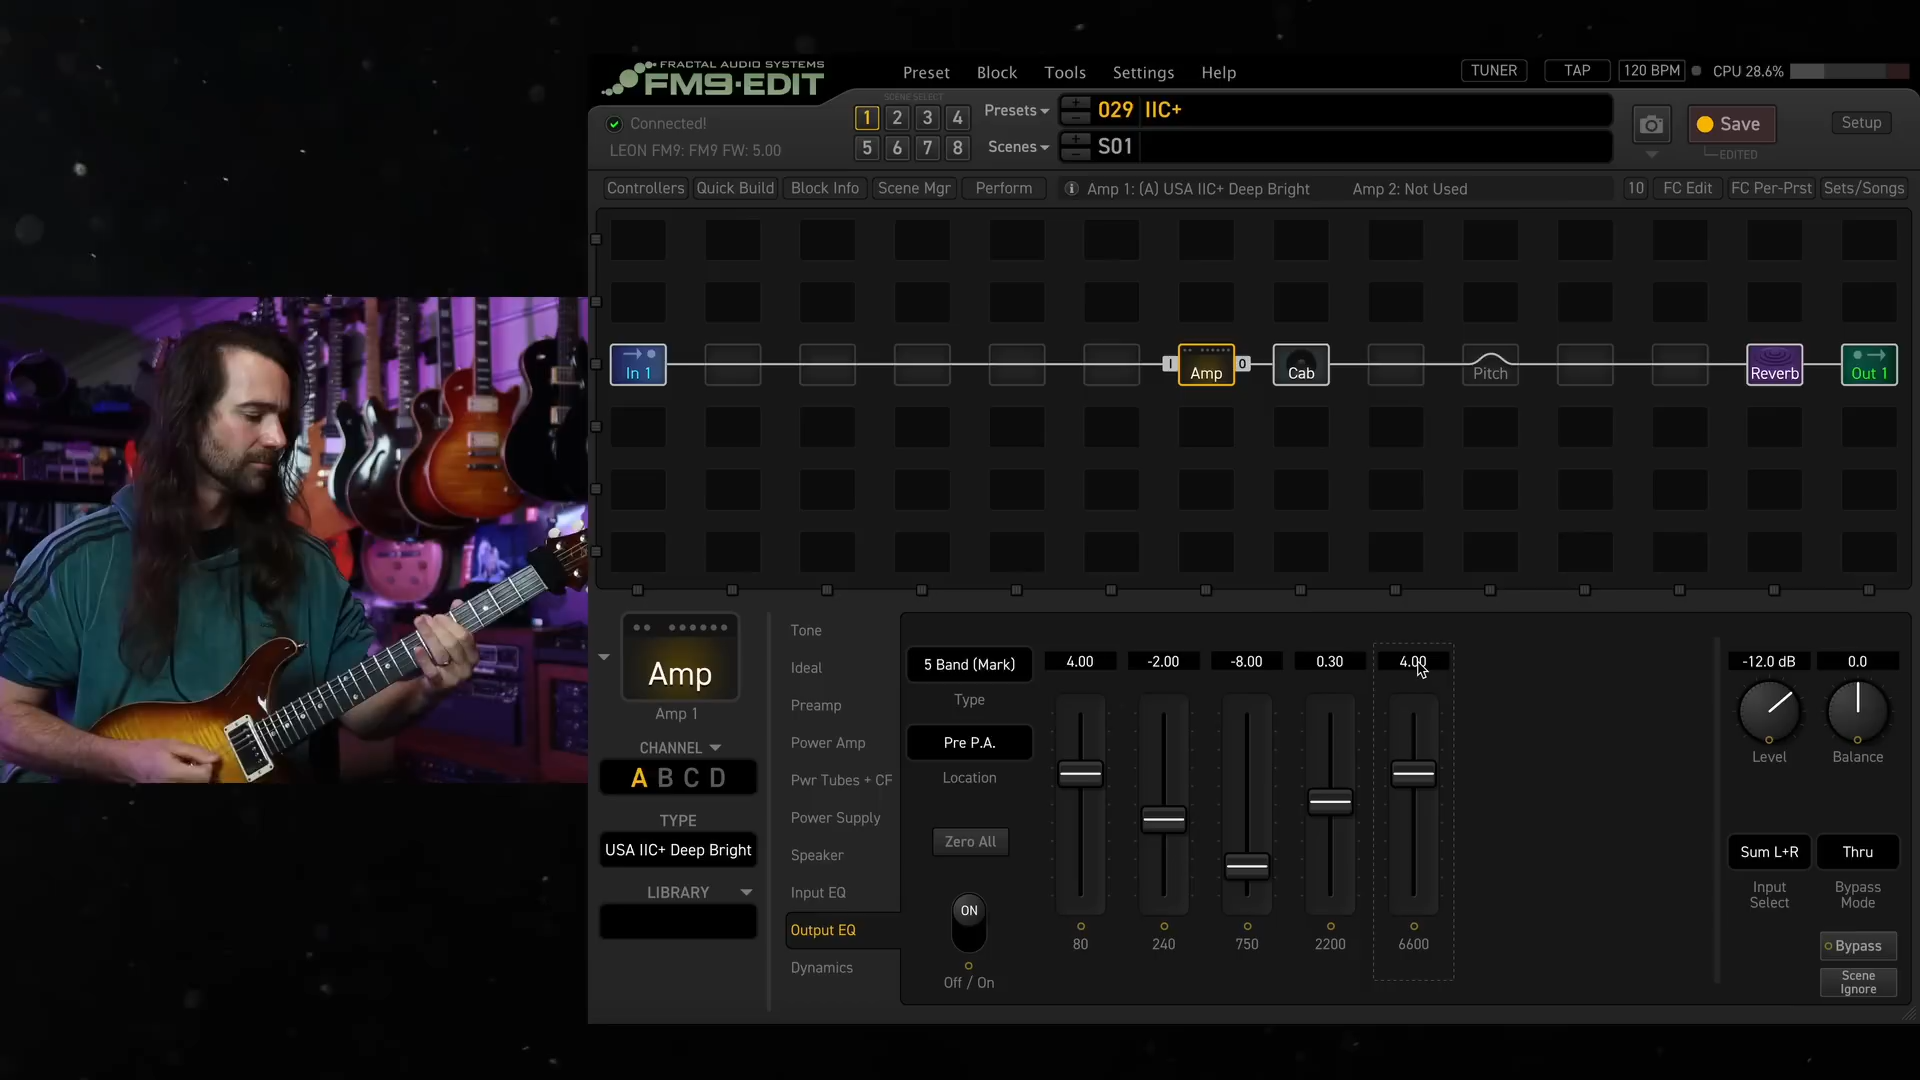 FRACTAL AUDIO SYSTEMS
FM9-EDIT
Preset Block Tools Settings Help
TUNER TAP 120 BPM CPU 28.6%
SCENE SELECT
1 2 3 4
5 6 7 8
Presets 029 IIC+
Scenes S01
Connected!
LEON FM9: FM9 FW: 5.00
Save
EDITED
Setup
Controllers Quick Build Block Info Scene Mgr Perform
Amp 1: (A) USA IIC+ Deep Bright Amp 2: Not Used
10 FC Edit FC Per-Prst Sets/Songs
In 1 I Amp O Cab Pitch Reverb Out 1
Amp
Amp 1
CHANNEL
A B C D
TYPE
USA IIC+ Deep Bright
LIBRARY
Tone
Ideal
Preamp
Power Amp
Pwr Tubes + CF
Power Supply
Speaker
Input EQ
Output EQ
Dynamics
5 Band (Mark)
Type
Pre P.A.
Location
Zero All
ON
Off / On
4.00 -2.00 -8.00 0.30 4.00
80 240 750 2200 6600
-12.0 dB 0.0
Level Balance
Sum L+R Thru
Input
Select
Bypass
Mode
Bypass
Scene
Ignore